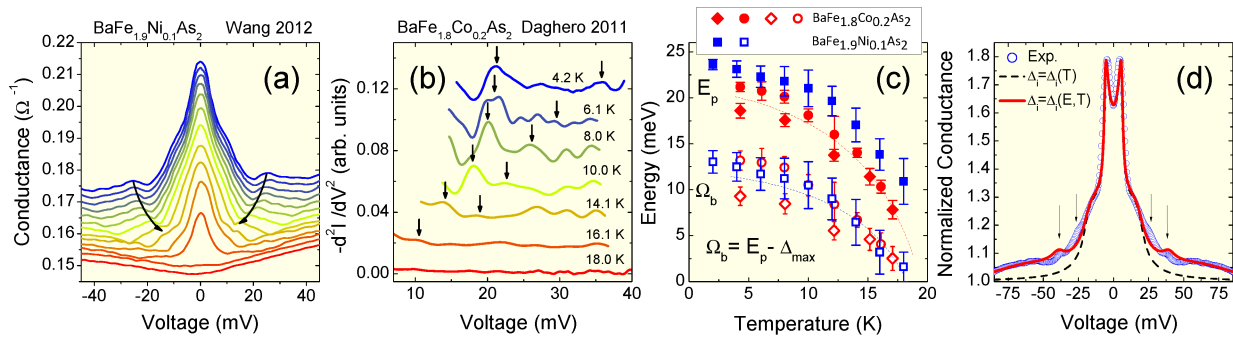 BaFe1.9Ni0.1As2 Wang 2012
(a)
Conductance (Ω⁻¹)
0.22
0.21
0.20
0.19
0.18
0.17
0.16
0.15
-40 -20 0 20 40
Voltage (mV)
BaFe1.8Co0.2As2 Daghero 2011
(b)
-d²I /dV² (arb. units)
0.12
0.08
0.04
0.00
4.2 K
6.1 K
8.0 K
10.0 K
14.1 K
16.1 K
18.0 K
10 20 30 40
Voltage (mV)
BaFe1.8Co0.2As2
BaFe1.9Ni0.1As2
(c)
Energy (meV)
25
20
15
10
5
0
Ep
Ωb
Ωb = Ep - Δmax
0 5 10 15 20
Temperature (K)
(d)
Normalized Conductance
1.8
1.7
1.6
1.5
1.4
1.3
1.2
1.1
1.0
Exp.
Δi=Δi(T)
Δi=Δi(E,T)
-75 -50 -25 0 25 50 75
Voltage (mV)